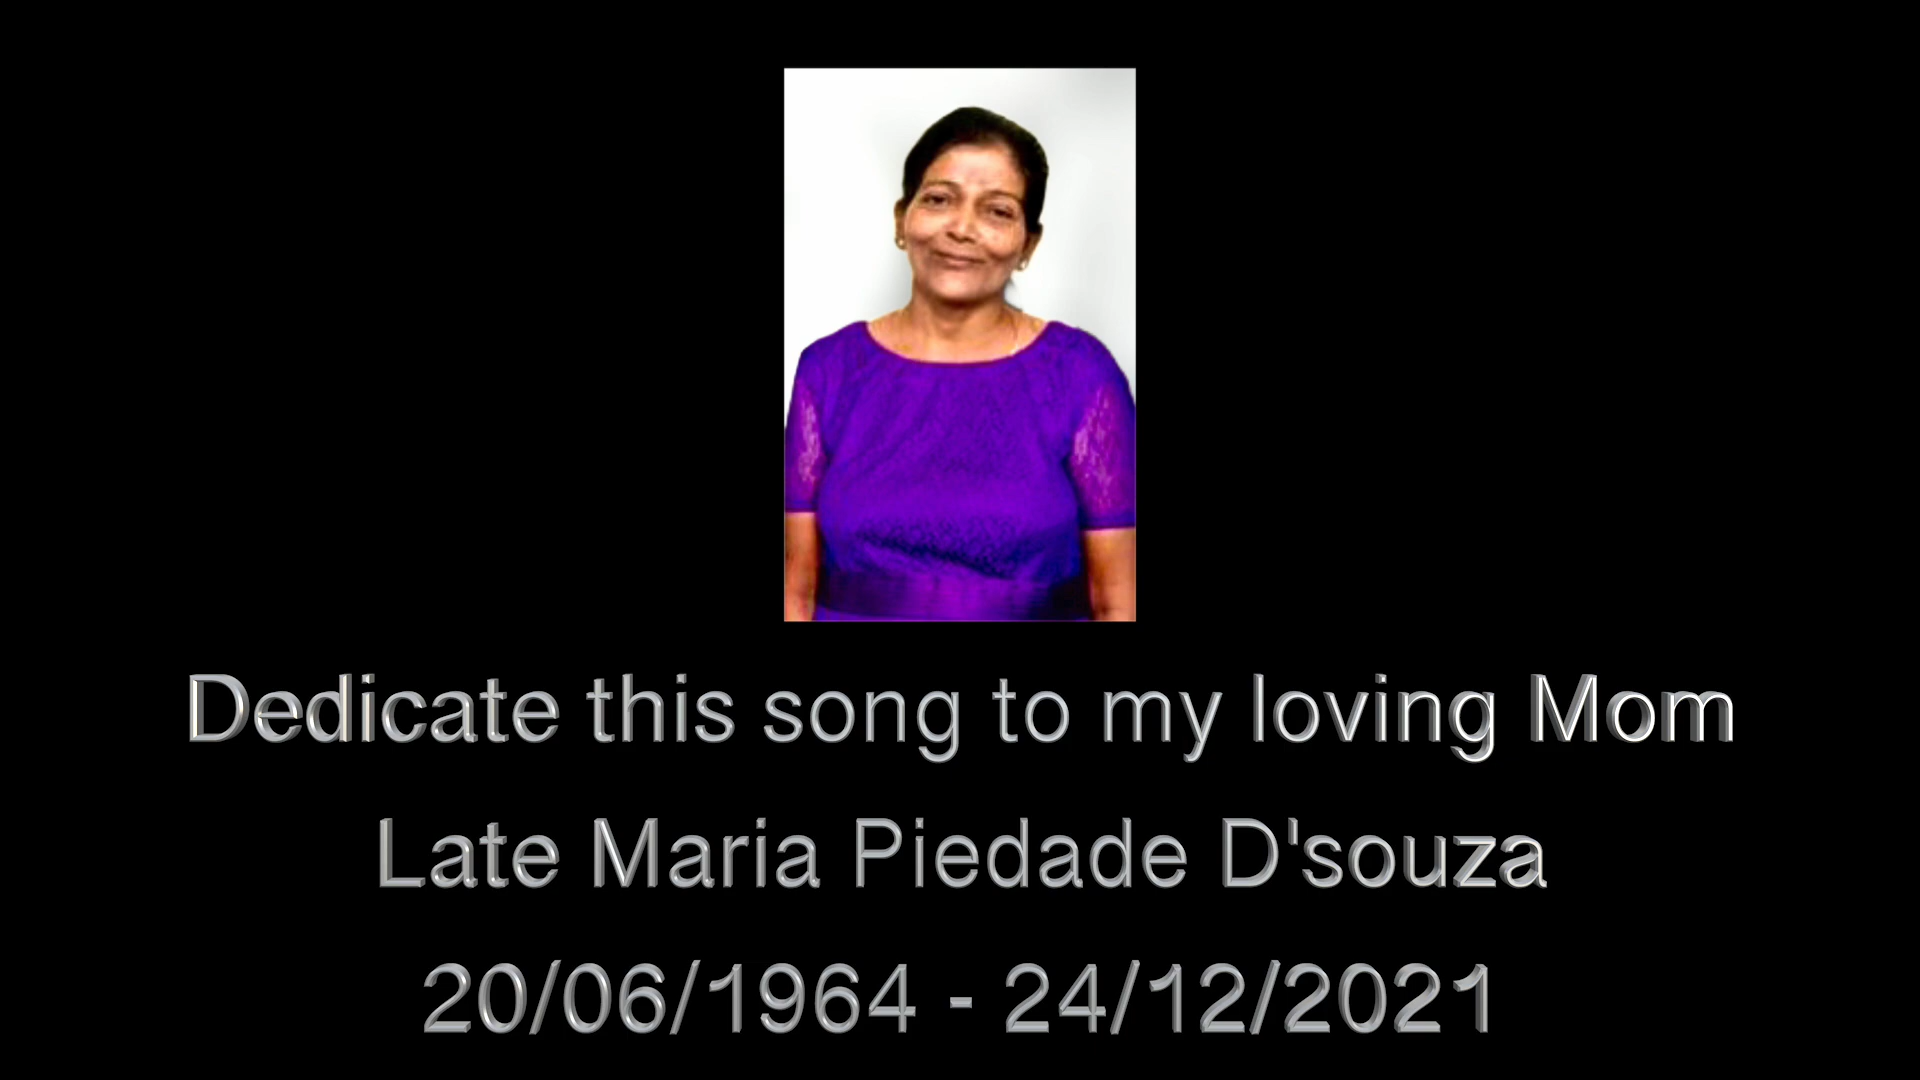 Dedicate this song to my loving Mom
Late Maria Piedade D'souza
20/06/1964 - 24/12/2021